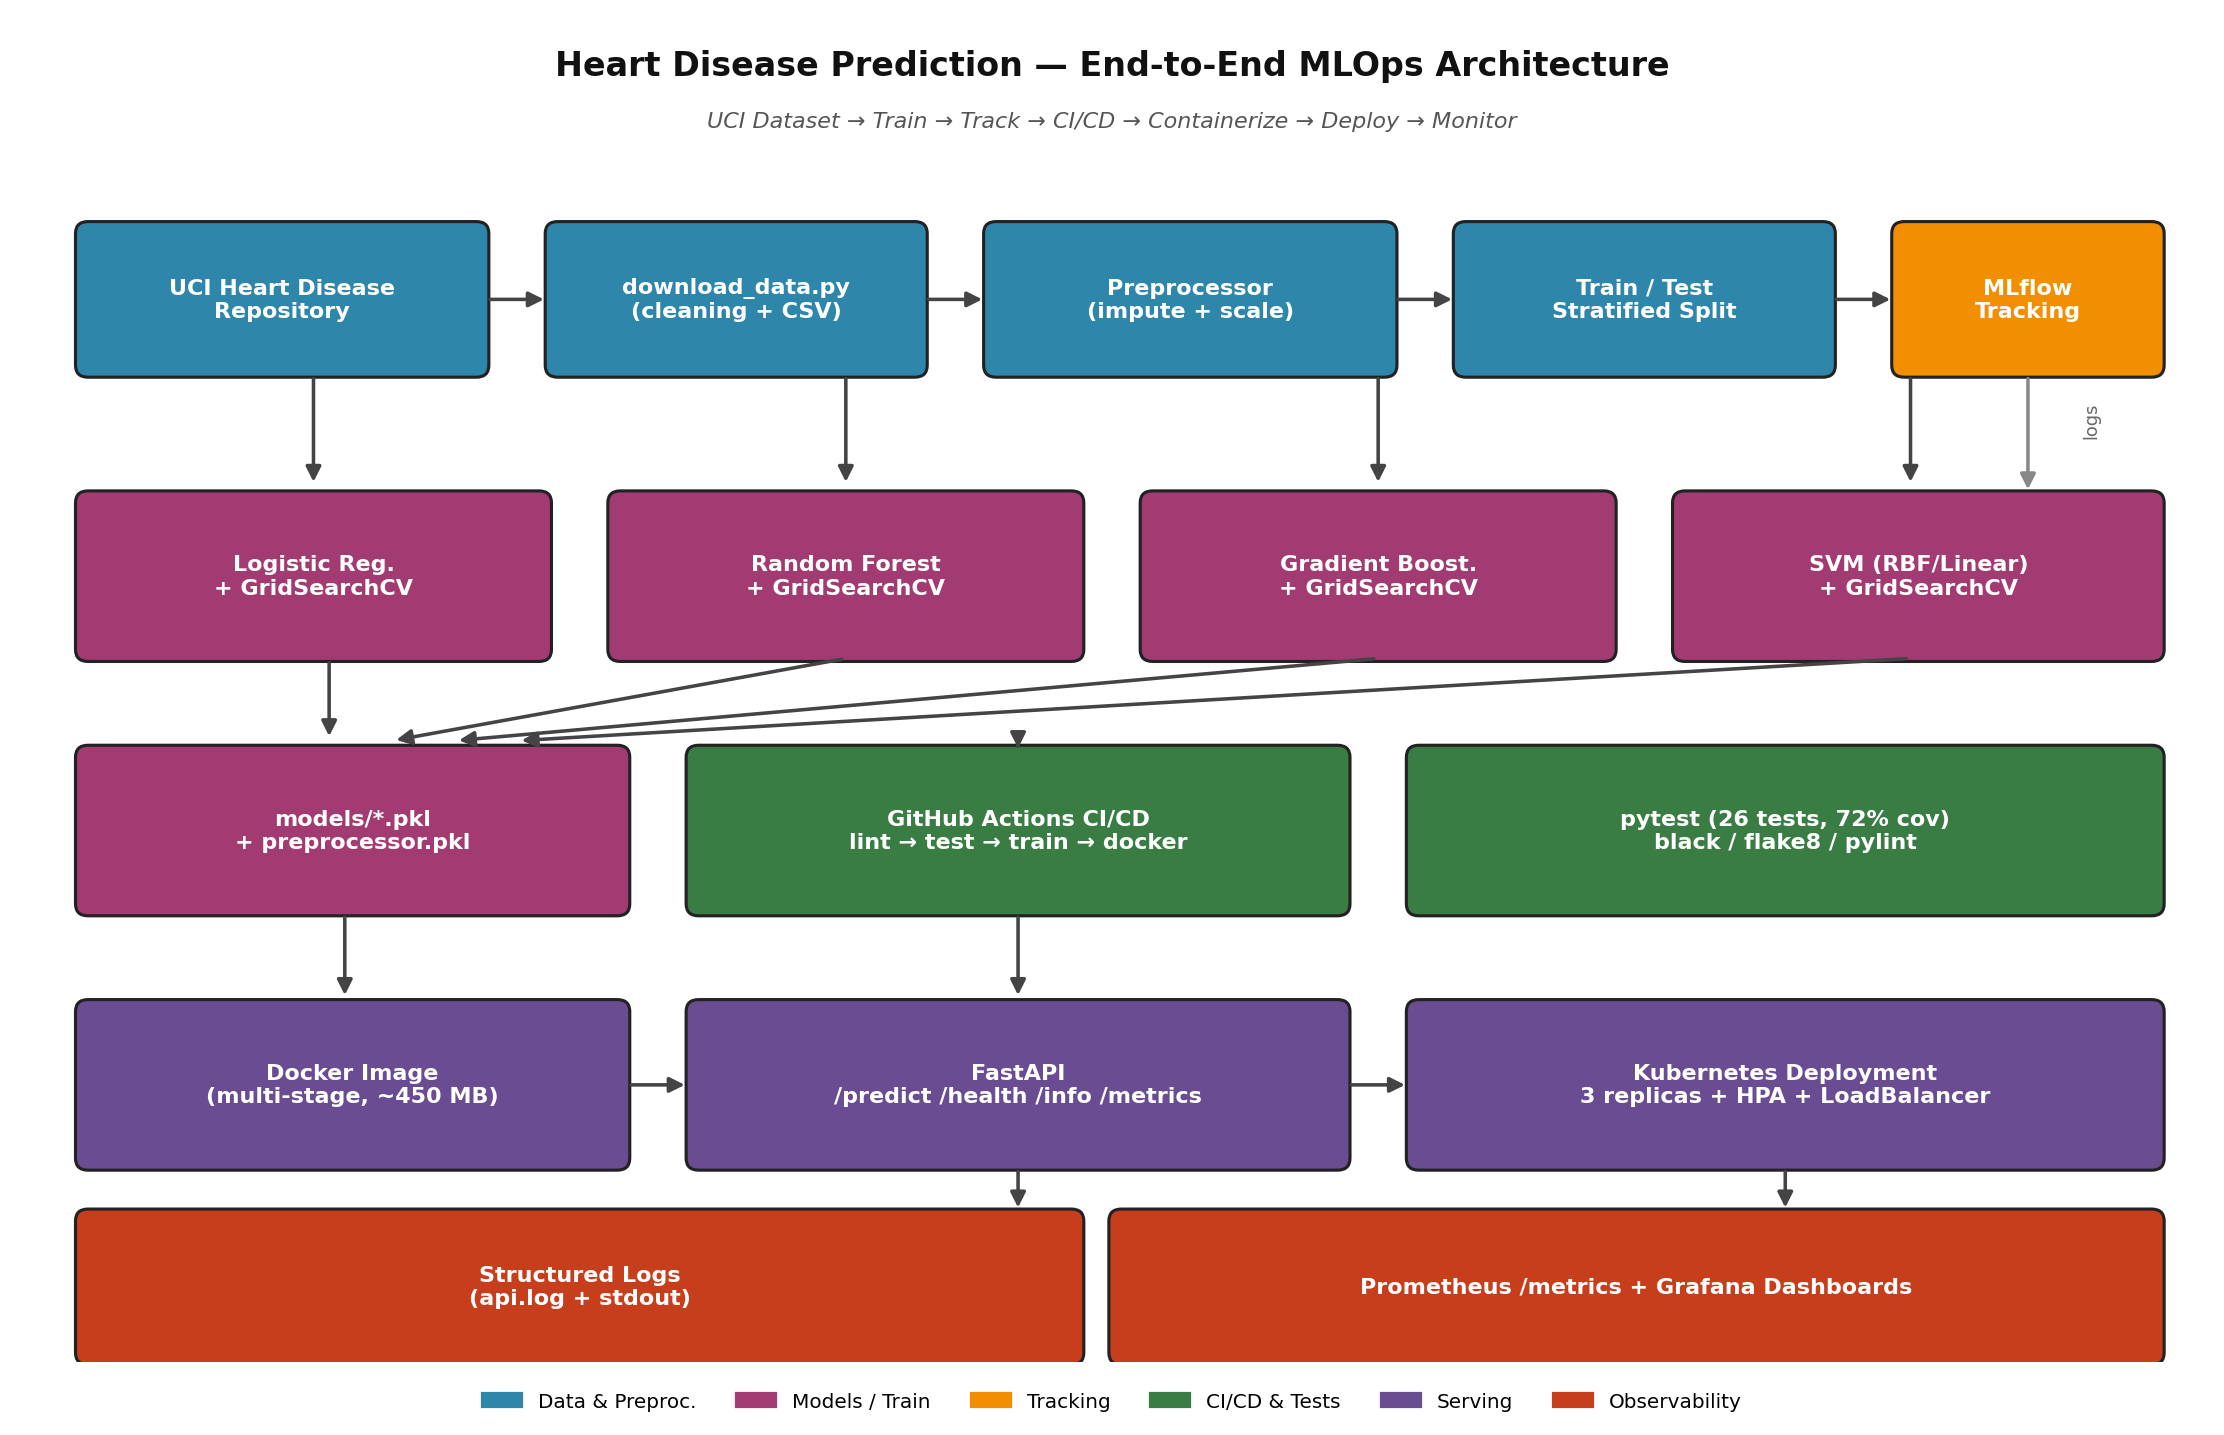 Heart Disease Prediction — End-to-End MLOps Architecture
UCI Dataset → Train → Track → CI/CD → Containerize → Deploy → Monitor
UCI Heart Disease
Repository
download_data.py
(cleaning + CSV)
Preprocessor
(impute + scale)
Train / Test
Stratified Split
MLflow
Tracking
logs
Logistic Reg.
+ GridSearchCV
Random Forest
+ GridSearchCV
Gradient Boost.
+ GridSearchCV
SVM (RBF/Linear)
+ GridSearchCV
models/*.pkl
+ preprocessor.pkl
GitHub Actions CI/CD
lint → test → train → docker
pytest (26 tests, 72% cov)
black / flake8 / pylint
Docker Image
(multi-stage, ~450 MB)
FastAPI
/predict /health /info /metrics
Kubernetes Deployment
3 replicas + HPA + LoadBalancer
Structured Logs
(api.log + stdout)
Prometheus /metrics + Grafana Dashboards
Data & Preproc.
Models / Train
Tracking
CI/CD & Tests
Serving
Observability